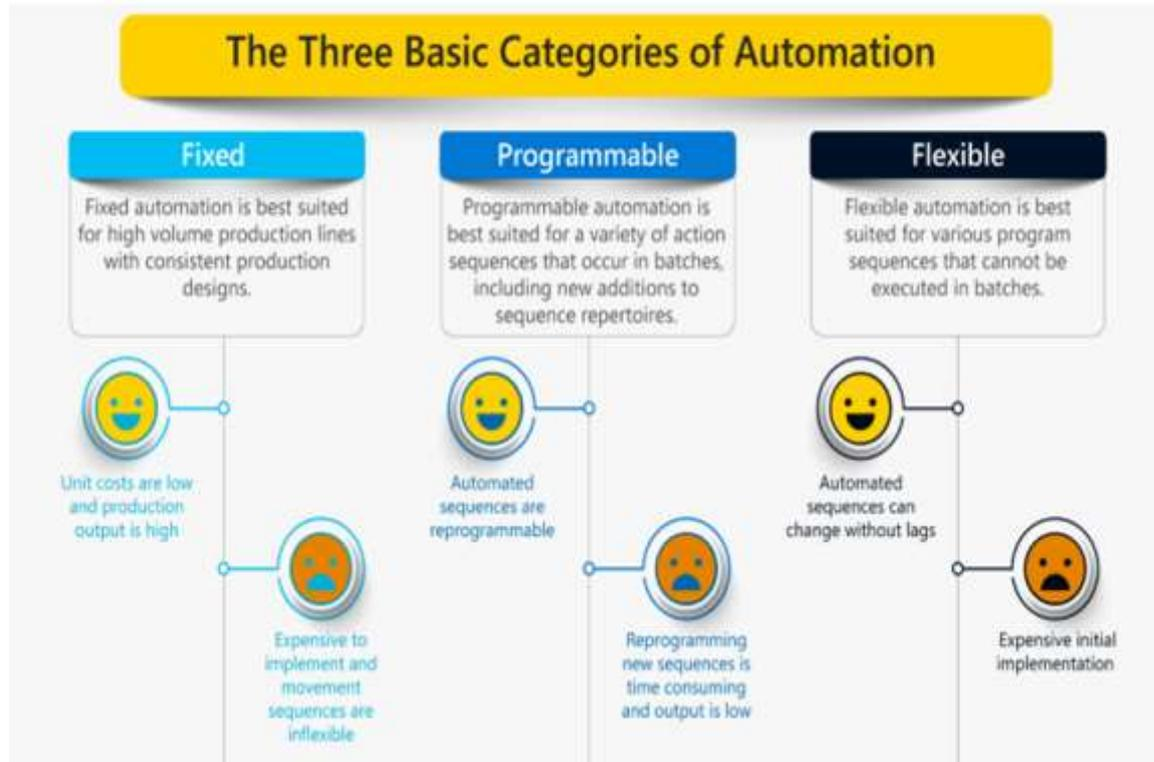 The Three Basic Categories of Automation
Fixed
Fixed automation is best suited
for high volume production lines
with consistent production
designs.
Unit costs are low
and production
output is high
Expensive to
implement and
movement
sequences are
inflexible
Programmable
Programmable automation is
best suited for a variety of action
sequences that occur in batches,
including new additions to
sequence repertoires.
Automated
sequences are
reprogrammable
Reprogramming
new sequences is
time consuming
and output is low
Flexible
Flexible automation is best
suited for various program
sequences that cannot be
executed in batches.
Automated
sequences can
change without lags
Expensive initial
implementation